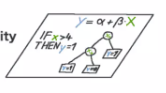 Y = α + β·X
ity
IF x>4
THEN y=1